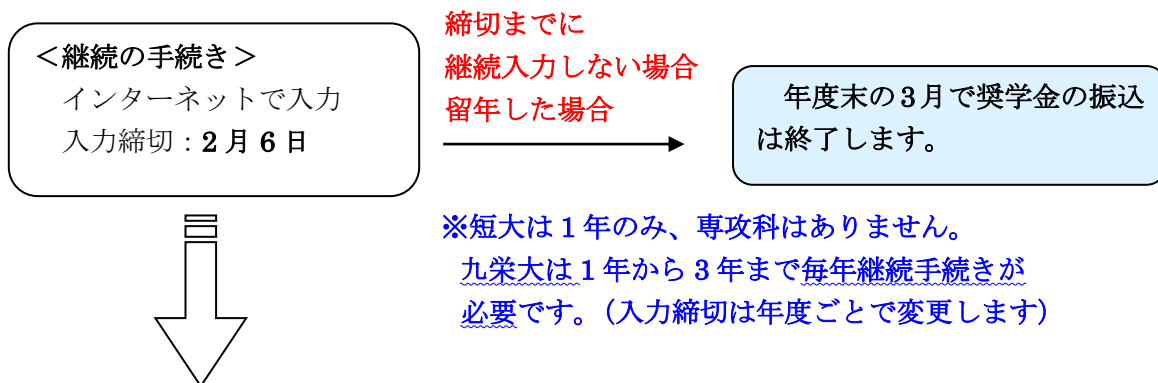 ＜継続の手続き＞
インターネットで入力
入力締切：２月６日
締切までに
継続入力しない場合
留年した場合
年度末の３月で奨学金の振込
は終了します。
※短大は１年のみ、専攻科はありません。
九栄大は１年から３年まで毎年継続手続きが
必要です。（入力締切は年度ごとで変更します）